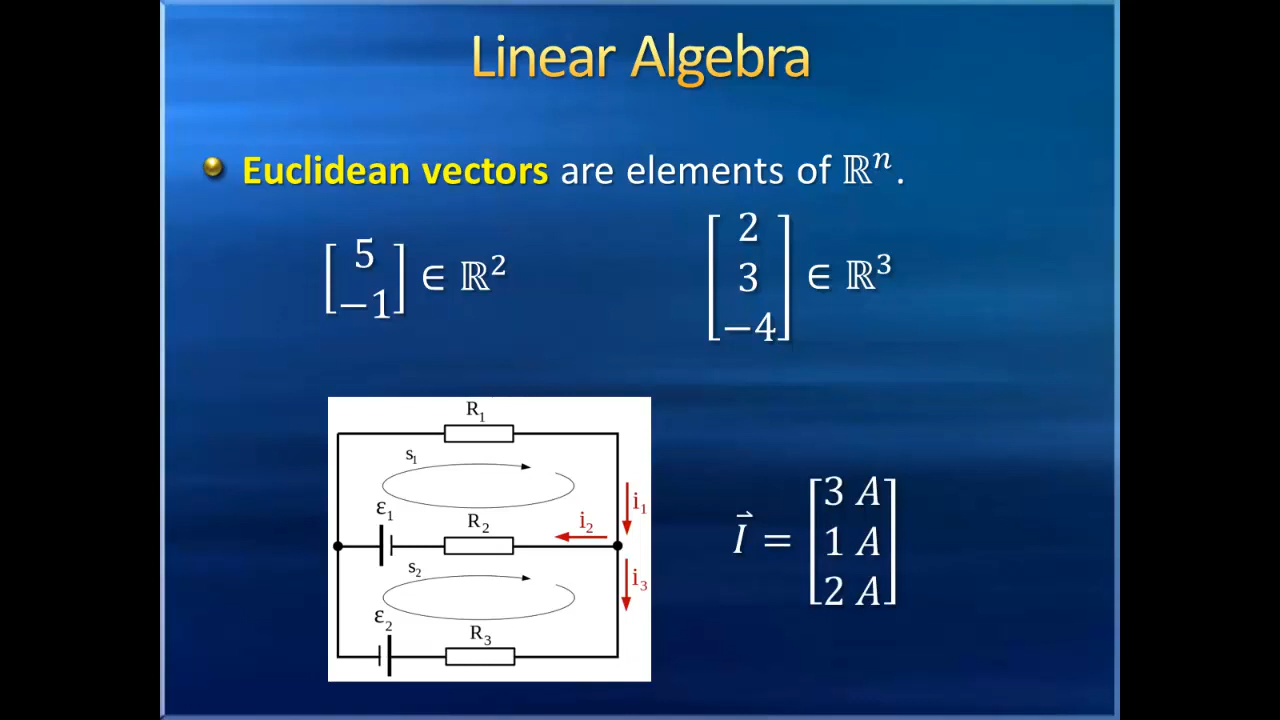 Linear Algebra
Euclidean vectors are elements of ℝⁿ.
[5 −1] ∈ ℝ²
[2 3 −4] ∈ ℝ³
R₁
s₁
i₁
ε₁
R₂
i₂
s₂
i₃
ε₂
R₃
I⃗ = [3 A 1 A 2 A]